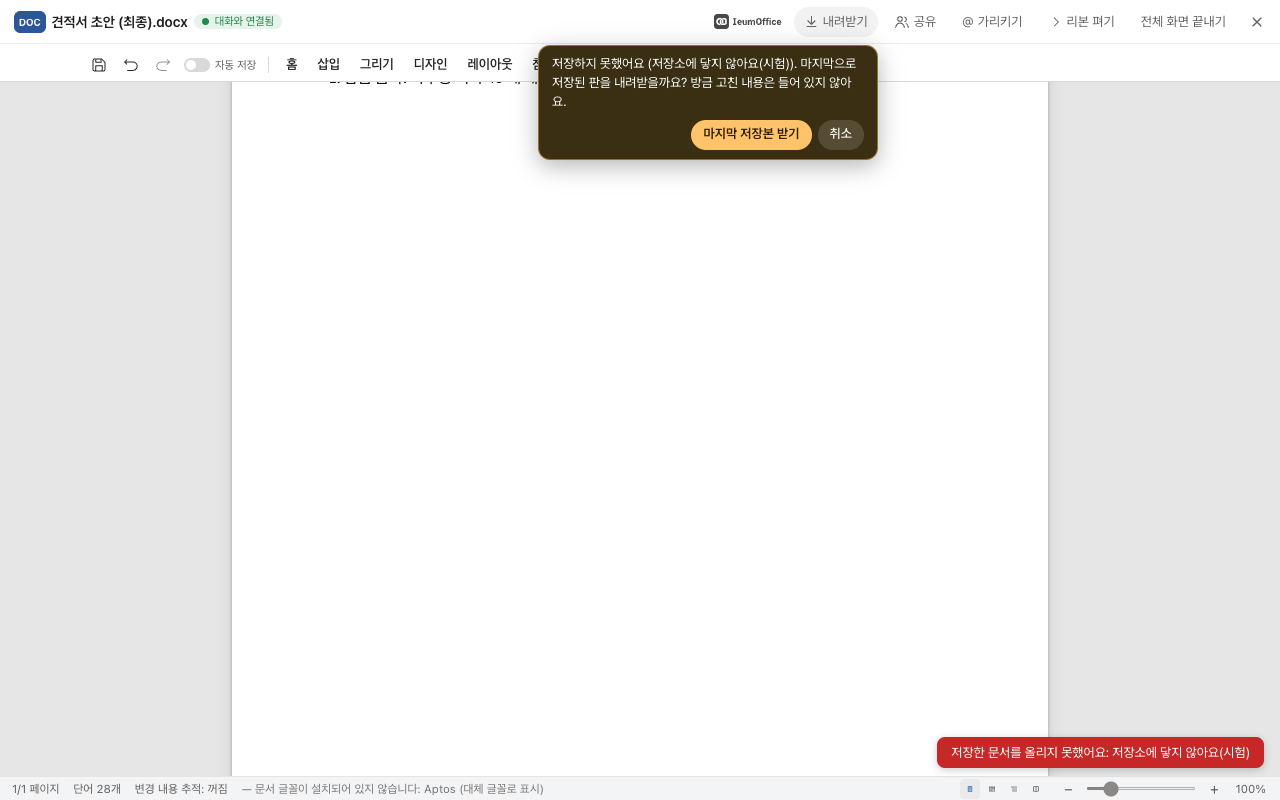 DOC 견적서 초안 (최종).docx 대화와 연결됨 IeumOffice 내려받기 공유 @ 가리키기 리본 펴기 전체 화면 끝내기
자동 저장 홈 삽입 그리기 디자인 레이아웃
저장하지 못했어요 (저장소에 닿지 않아요(시험)). 마지막으로
저장된 판을 내려받을까요? 방금 고친 내용은 들어 있지 않아
요.
마지막 저장본 받기 취소
저장한 문서를 올리지 못했어요: 저장소에 닿지 않아요(시험)
1/1 페이지 단어 28개 변경 내용 추적: 꺼짐 — 문서 글꼴이 설치되어 있지 않습니다: Aptos (대체 글꼴로 표시) 100%